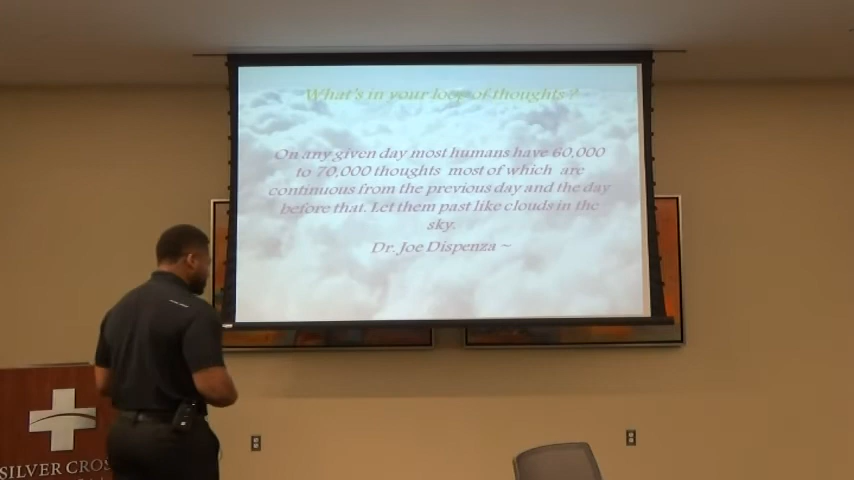 What's in your loop of thoughts?
On any given day most humans have 60,000
to 70,000 thoughts most of which are
continuous from the previous day and the day
before that. Let them past like clouds in the
sky.
Dr. Joe Dispenza ~
SILVER CROS